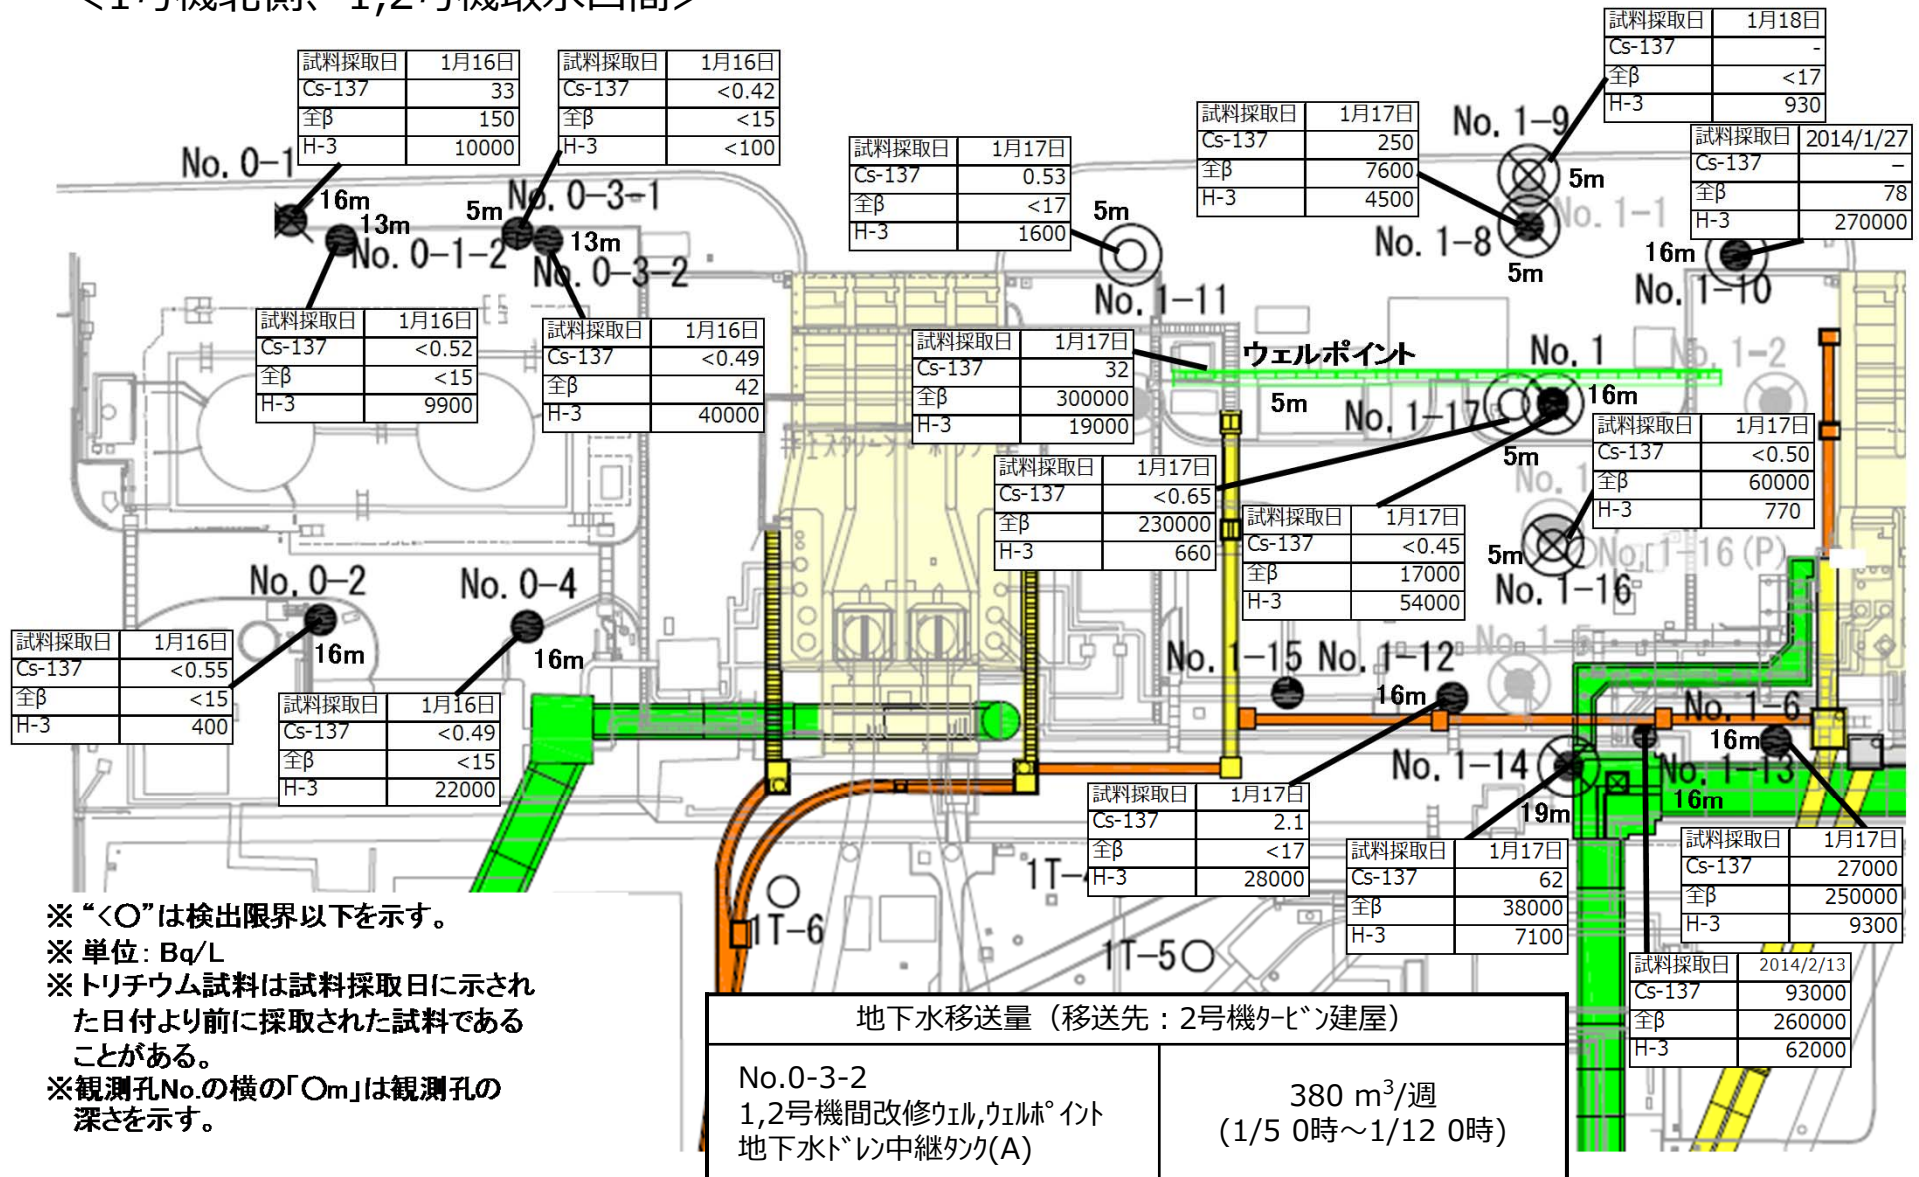 ＜1号機北側、1,2号機取水口間＞
試料採取日 1月18日
Cs-137 -
全β <17
H-3 930
試料採取日 1月16日
Cs-137 33
全β 150
H-3 10000
試料採取日 1月16日
Cs-137 <0.42
全β <15
H-3 <100
試料採取日 1月17日
Cs-137 0.53
全β <17
H-3 1600
試料採取日 1月17日
Cs-137 250
全β 7600
H-3 4500
試料採取日 2014/1/27
Cs-137 –
全β 78
H-3 270000
No. 0-1
16m
13m
No. 0-1-2
5m
No. 0-3-1
13m
No. 0-3-2
5m
No. 1-11
No. 1-9
5m
No. 1-1
No. 1-8
5m
16m
No. 1-10
試料採取日 1月16日
Cs-137 <0.52
全β <15
H-3 9900
試料採取日 1月16日
Cs-137 <0.49
全β 42
H-3 40000
試料採取日 1月17日
Cs-137 32
全β 300000
H-3 19000
ウェルポイント
5m
No. 1
16m
No. 1-2
No. 1-17
5m
試料採取日 1月17日
Cs-137 <0.50
全β 60000
H-3 770
試料採取日 1月17日
Cs-137 <0.65
全β 230000
H-3 660
試料採取日 1月17日
Cs-137 <0.45
全β 17000
H-3 54000
No. 1
5m
No. 1-16(P)
No. 1-16
No. 0-2
16m
No. 0-4
16m
No. 1-15
No. 1-12
16m
No. 1-5
No. 1-6
16m
No. 1-14
19m
No. 1-13
16m
試料採取日 1月16日
Cs-137 <0.55
全β <15
H-3 400
試料採取日 1月16日
Cs-137 <0.49
全β <15
H-3 22000
試料採取日 1月17日
Cs-137 2.1
全β <17
H-3 28000
試料採取日 1月17日
Cs-137 62
全β 38000
H-3 7100
試料採取日 1月17日
Cs-137 27000
全β 250000
H-3 9300
試料採取日 2014/2/13
Cs-137 93000
全β 260000
H-3 62000
1T-6
1T-5
※ “<○”は検出限界以下を示す。
※ 単位: Bq/L
※ トリチウム試料は試料採取日に示され
た日付より前に採取された試料である
ことがある。
※観測孔No.の横の「○m」は観測孔の
深さを示す。
地下水移送量（移送先：2号機ﾀｰﾋﾞﾝ建屋）
No.0-3-2
1,2号機間改修ｳｪﾙ,ｳｪﾙﾎﾟｲﾝﾄ
地下水ﾄﾞﾚﾝ中継ﾀﾝｸ(A)
380 m³/週
(1/5 0時～1/12 0時)